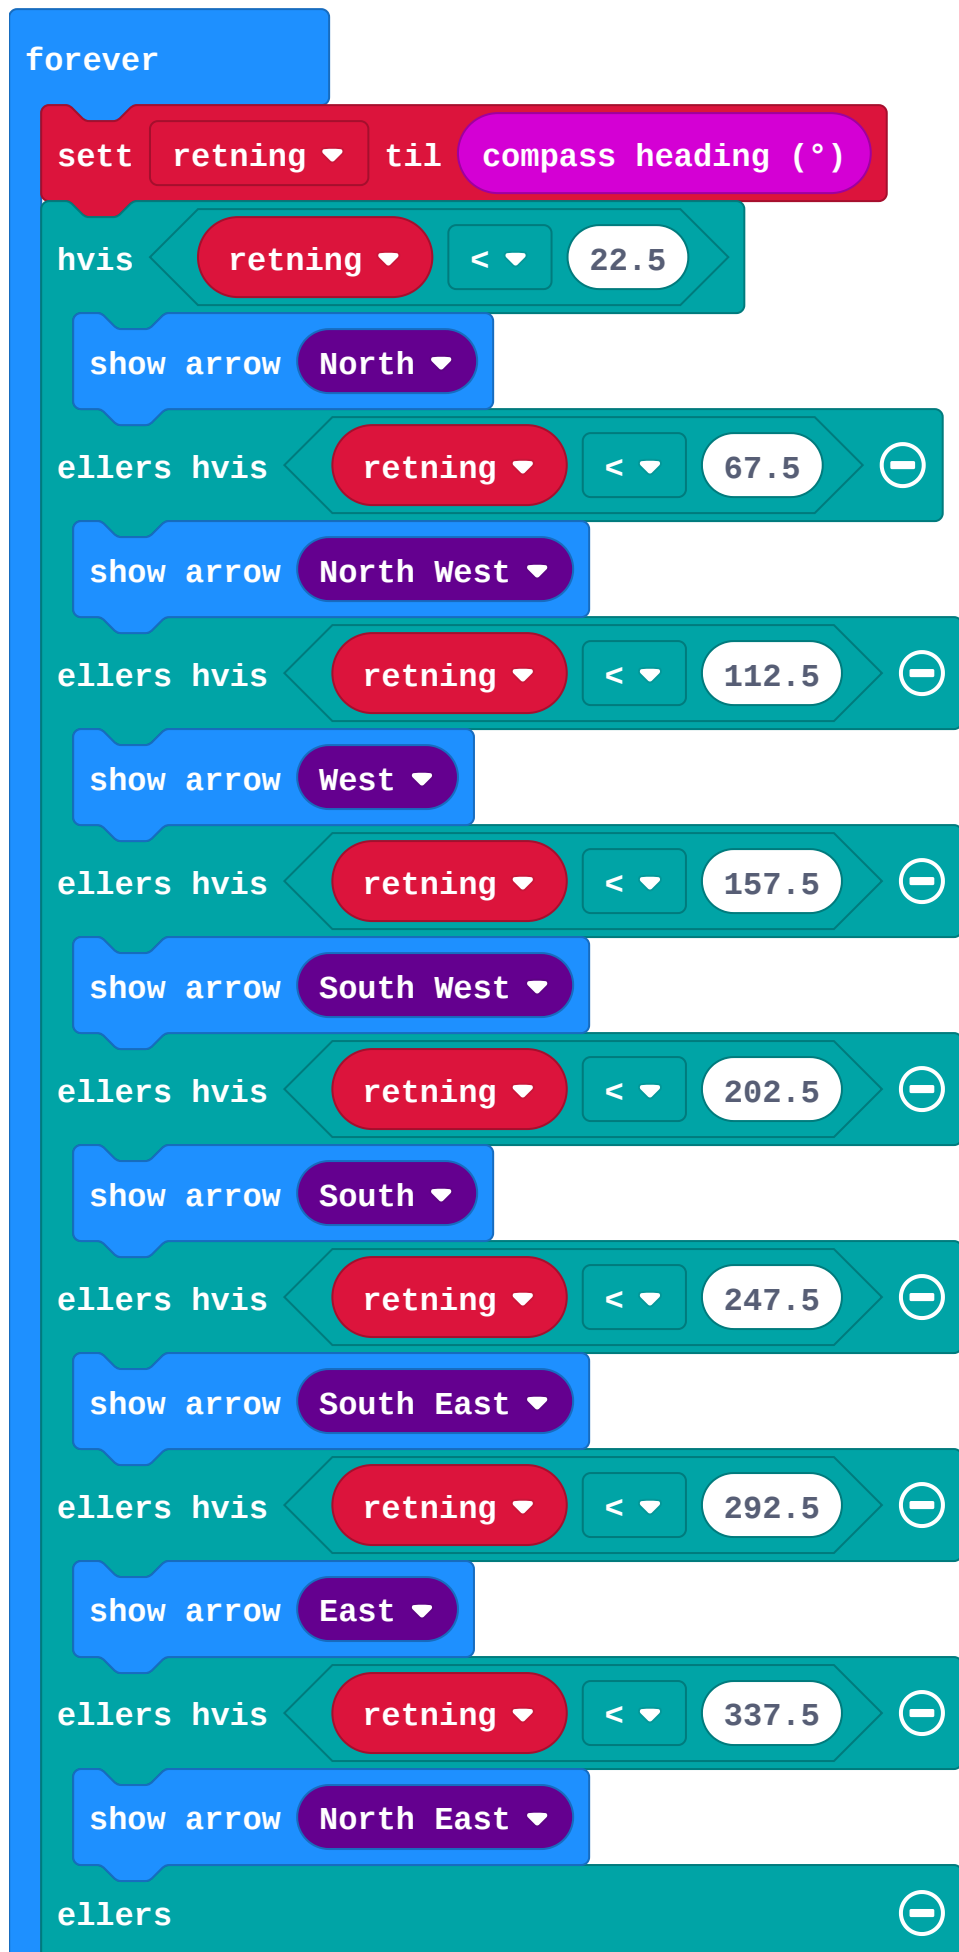 forever
sett retning til compass heading (°)
hvis retning < 22.5
show arrow North
ellers hvis retning < 67.5
show arrow North West
ellers hvis retning < 112.5
show arrow West
ellers hvis retning < 157.5
show arrow South West
ellers hvis retning < 202.5
show arrow South
ellers hvis retning < 247.5
show arrow South East
ellers hvis retning < 292.5
show arrow East
ellers hvis retning < 337.5
show arrow North East
ellers